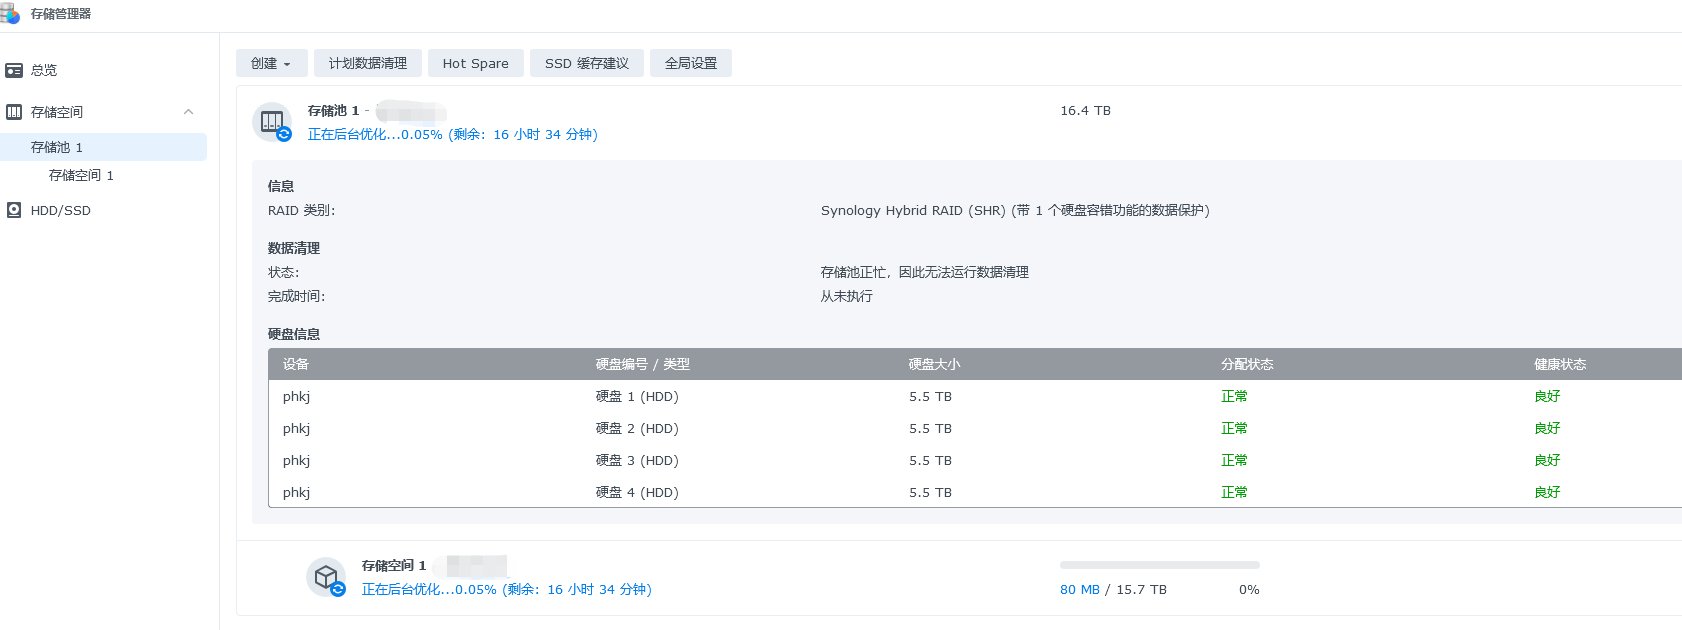 存储管理器
总览
存储空间
存储池 1
存储空间 1
HDD/SSD
创建 计划数据清理 Hot Spare SSD 缓存建议 全局设置
存储池 1 - 16.4 TB
正在后台优化...0.05% (剩余: 16 小时 34 分钟)
信息
RAID 类别: Synology Hybrid RAID (SHR) (带 1 个硬盘容错功能的数据保护)
数据清理
状态: 存储池正忙，因此无法运行数据清理
完成时间: 从未执行
硬盘信息
设备 硬盘编号 / 类型 硬盘大小 分配状态 健康状态
phkj 硬盘 1 (HDD) 5.5 TB 正常 良好
phkj 硬盘 2 (HDD) 5.5 TB 正常 良好
phkj 硬盘 3 (HDD) 5.5 TB 正常 良好
phkj 硬盘 4 (HDD) 5.5 TB 正常 良好
存储空间 1
正在后台优化...0.05% (剩余: 16 小时 34 分钟) 80 MB / 15.7 TB 0%